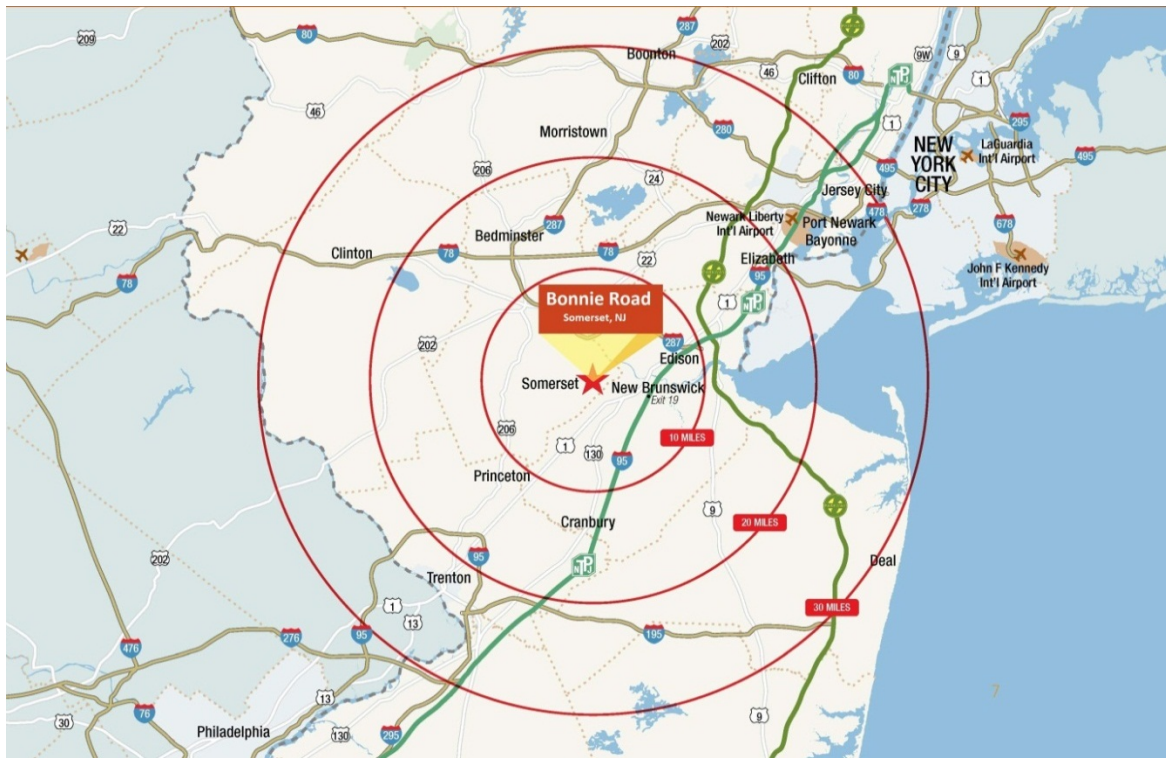 209
80
287
202
9W
9
1
Boonton
46
Clifton
80
NTPJ
46
295
1
Morristown
280
NEW
YORK
CITY
LaGuardia
Int'l Airport
495
206
24
495
Jersey City
Newark Liberty
Int'l Airport
478
278
Port Newark
Bayonne
678
22
287
Bedminster
Clinton
78
78
22
Elizabeth
John F Kennedy
Int'l Airport
78
95
1
NTPJ
Bonnie Road
Somerset, NJ
202
287
Edison
Somerset
New Brunswick
Exit 19
206
1
130
10 MILES
95
Princeton
9
Cranbury
20 MILES
202
95
NTPJ
Deal
Trenton
1
13
30 MILES
476
276
95
195
7
13
30
76
Philadelphia
130
295
9